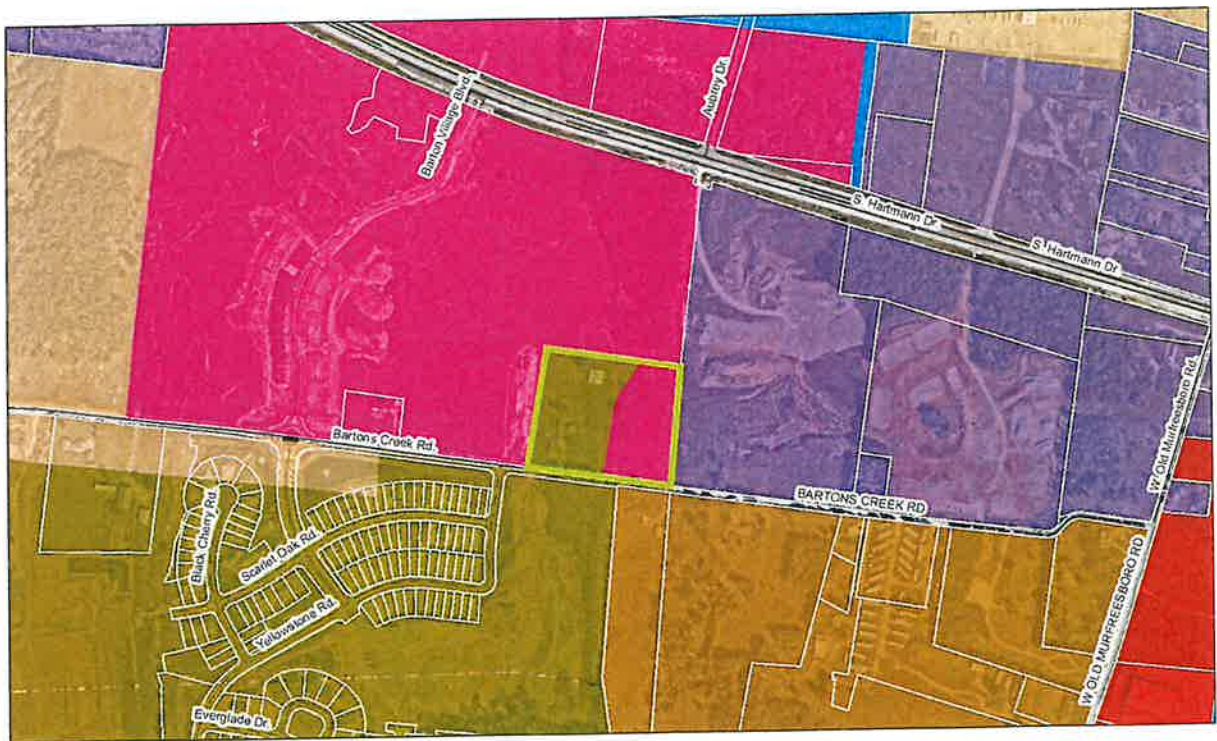 Barton Village Blvd.
Aubrey Dr.
S. Hartmann Dr.
S. Hartmann Dr
W Old Murfreesboro Rd.
Bartons Creek Rd.
BARTONS CREEK RD
Black Cherry Rd.
Scarlet Oak Rd.
Yellowstone Rd.
W OLD MURFREESBORO RD
Everglade Dr.